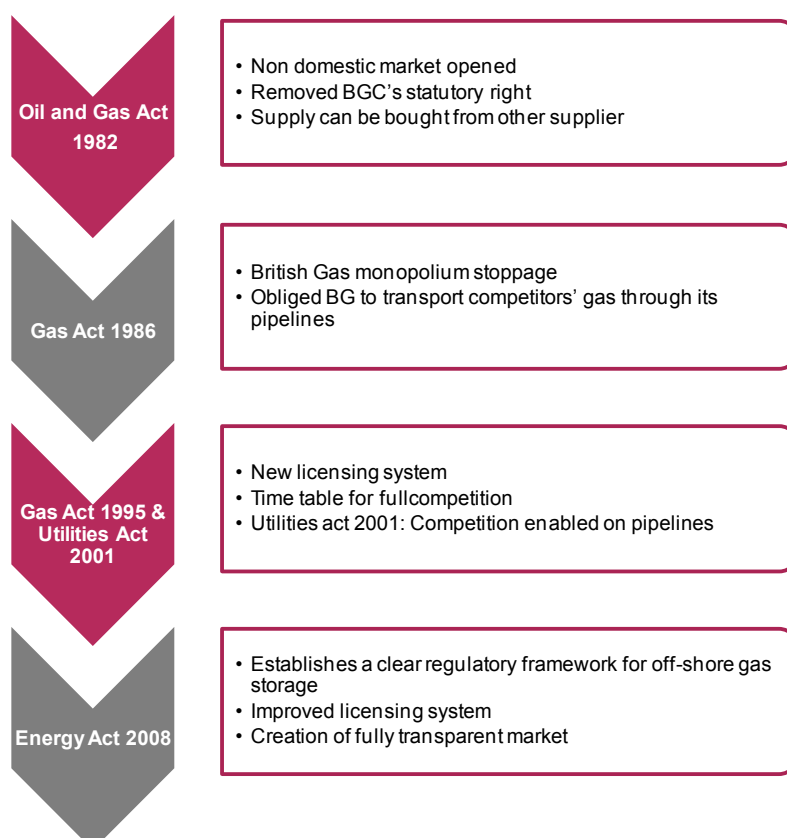 Oil and Gas Act
1982
• Non domestic market opened
• Removed BGC's statutory right
• Supply can be bought from other supplier
Gas Act 1986
• British Gas monopolium stoppage
• Obliged BG to transport competitors' gas through its
pipelines
Gas Act 1995 &
Utilities Act
2001
• New licensing system
• Time table for fullcompetition
• Utilities act 2001: Competition enabled on pipelines
Energy Act 2008
• Establishes a clear regulatory framework for off-shore gas
storage
• Improved licensing system
• Creation of fully transparent market